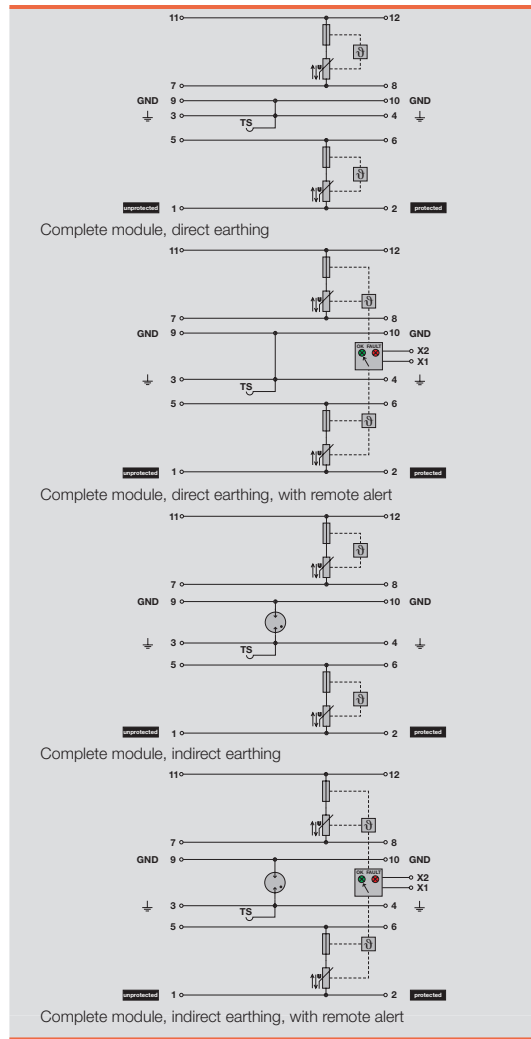 11 12
ϑ
U
7 8
GND 9 10 GND
3 4
TS
5 6
ϑ
U
unprotected 1 2 protected
Complete module, direct earthing
11 12
U ϑ
7 8
GND 9 10 GND
OK FAULT
X2
X1
3 4
TS
5 6
ϑ
U
unprotected 1 2 protected
Complete module, direct earthing, with remote alert
11 12
ϑ
U
7 8
GND 9 10 GND
3 4
TS
5 6
ϑ
U
unprotected 1 2 protected
Complete module, indirect earthing
11 12
U ϑ
7 8
GND 9 10 GND
OK FAULT
X2
X1
3 4
TS
5 6
ϑ
U
unprotected 1 2 protected
Complete module, indirect earthing, with remote alert